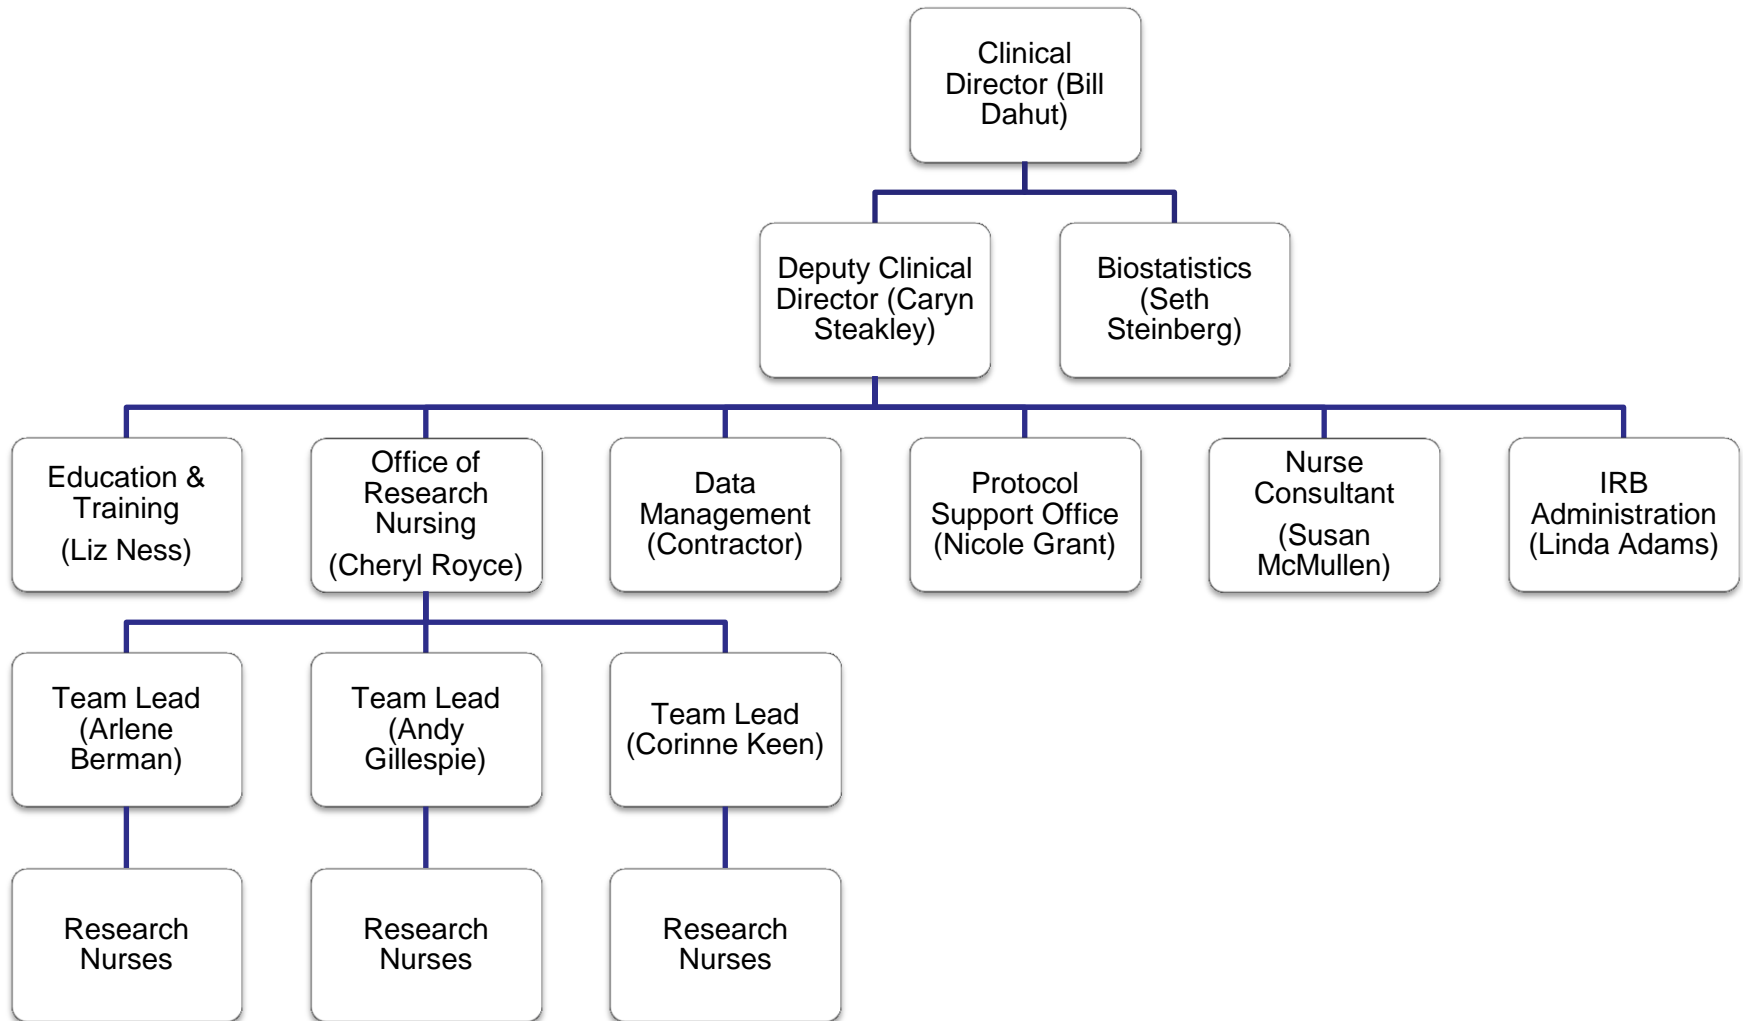 Clinical
Director (Bill
Dahut)
Deputy Clinical
Director (Caryn
Steakley)
Biostatistics
(Seth
Steinberg)
Education &
Training
(Liz Ness)
Office of
Research
Nursing
(Cheryl Royce)
Data
Management
(Contractor)
Protocol
Support Office
(Nicole Grant)
Nurse
Consultant
(Susan
McMullen)
IRB
Administration
(Linda Adams)
Team Lead
(Arlene
Berman)
Team Lead
(Andy
Gillespie)
Team Lead
(Corinne Keen)
Research
Nurses
Research
Nurses
Research
Nurses